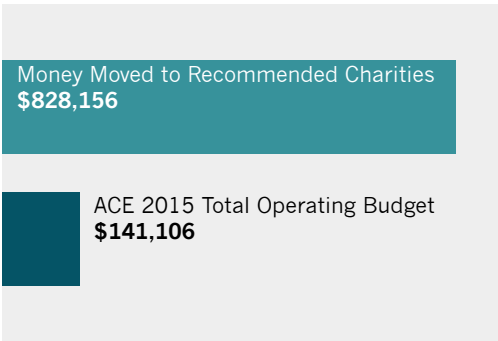 Money Moved to Recommended Charities
$828,156
ACE 2015 Total Operating Budget
$141,106